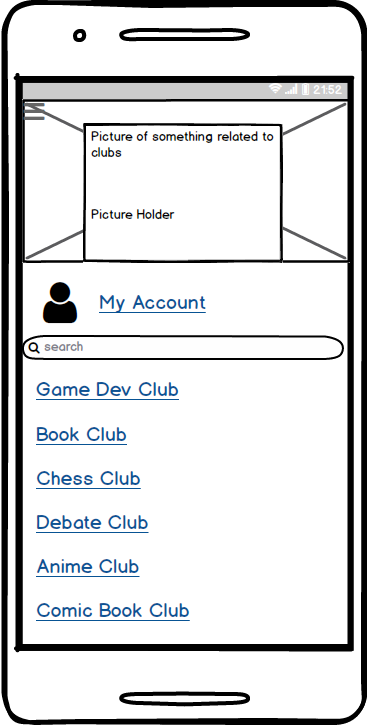 21:52
Picture of something related to
clubs
Picture Holder
My Account
search
Game Dev Club
Book Club
Chess Club
Debate Club
Anime Club
Comic Book Club